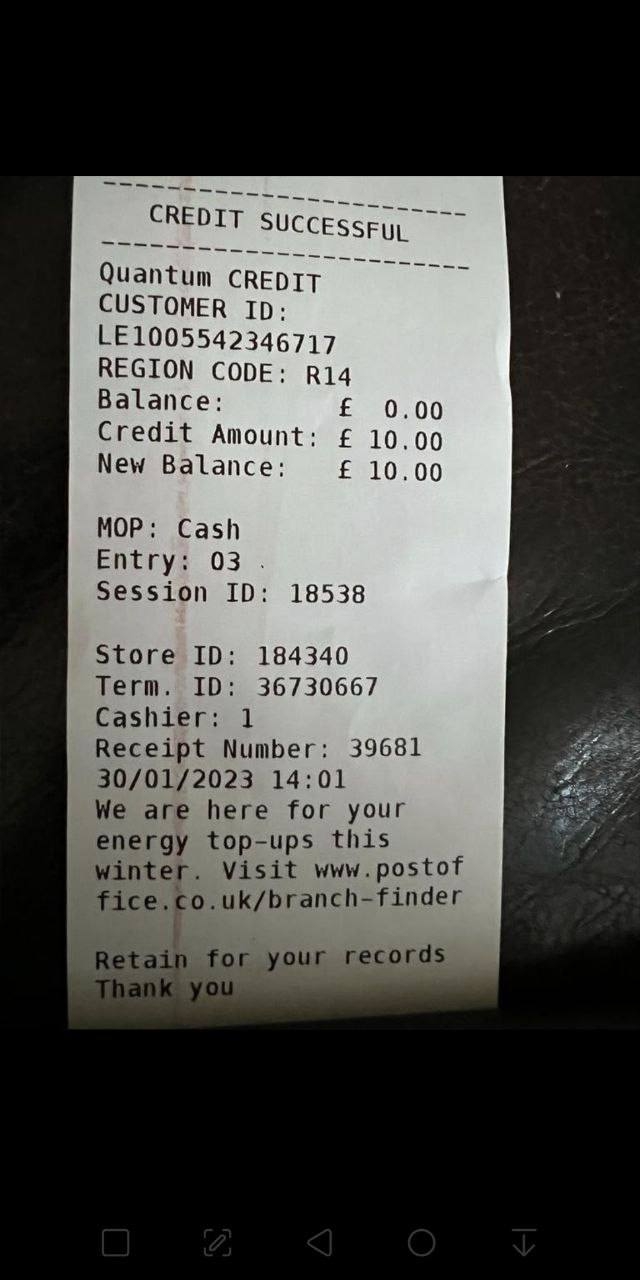 ------------------------
CREDIT SUCCESSFUL
------------------------
Quantum CREDIT
CUSTOMER ID:
LE1005542346717
REGION CODE: R14
Balance: £ 0.00
Credit Amount: £ 10.00
New Balance: £ 10.00
MOP: Cash
Entry: 03
Session ID: 18538
Store ID: 184340
Term. ID: 36730667
Cashier: 1
Receipt Number: 39681
30/01/2023 14:01
We are here for your
energy top-ups this
winter. Visit www.postof
fice.co.uk/branch-finder
Retain for your records
Thank you